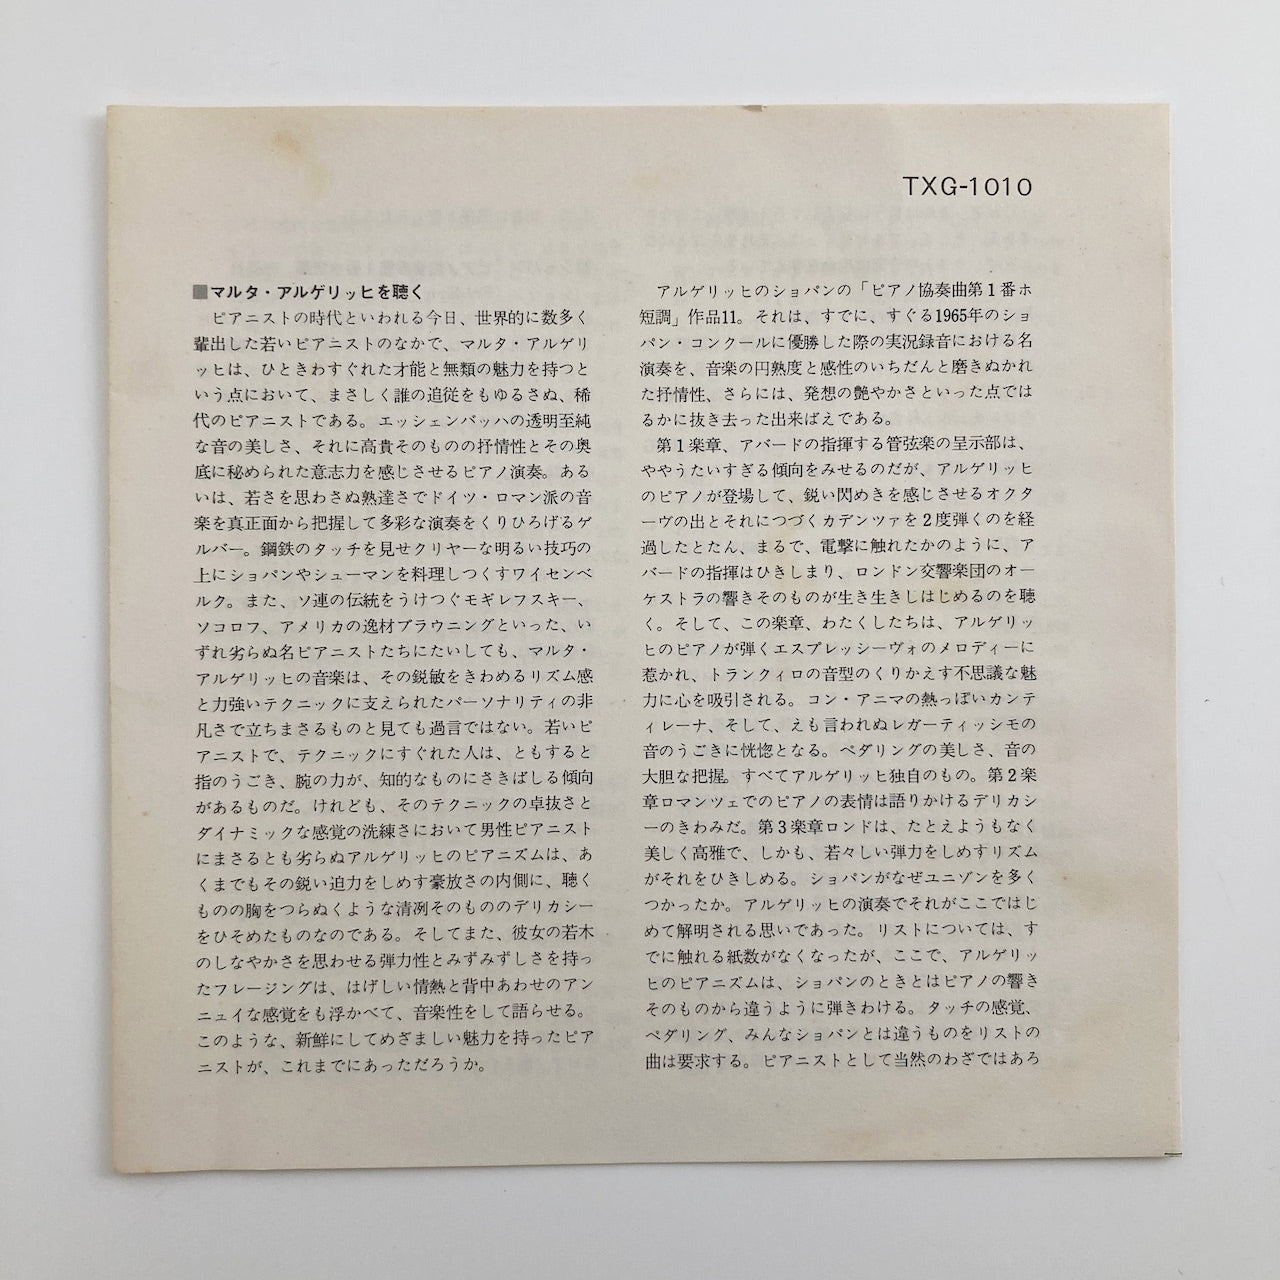 TXG-1010
■マルタ・アルゲリッヒを聴く
ピアニストの時代といわれる今日、世界的に数多く
輩出した若いピアニストのなかで、マルタ・アルゲリ
ッヒは、ひときわすぐれた才能と無類の魅力を持つと
いう点において、まさしく誰の追従をもゆるさぬ、稀
代のピアニストである。エッシェンバッハの透明至純
な音の美しさ、それに高貴そのものの抒情性とその奥
底に秘められた意志力を感じさせるピアノ演奏。ある
いは、若さを思わさぬ熟達さでドイツ・ロマン派の音
楽を真正面から把握して多彩な演奏をくりひろげるゲ
ルバー。鋼鉄のタッチを見せクリヤーな明るい技巧の
上にショパンやシューマンを料理しつくすワイセンベ
ルク。また、ソ連の伝統をうけつぐモギレフスキー、
ソコロフ、アメリカの逸材ブラウニングといった、い
ずれ劣らぬ名ピアニストたちにたいしても、マルタ・
アルゲリッヒの音楽は、その鋭敏をきわめるリズム感
と力強いテクニックに支えられたパーソナリティの非
凡さで立ちまさるものと見ても過言ではない。若いピ
アニストで、テクニックにすぐれた人は、ともすると
指のうごき、腕の力が、知的なものにさきばしる傾向
があるものだ。けれども、そのテクニックの卓抜さと
ダイナミックな感覚の洗練さにおいて男性ピアニスト
にまさるとも劣らぬアルゲリッヒのピアニズムは、あ
くまでもその鋭い迫力をしめす豪放さの内側に、聴く
ものの胸をつらぬくような清冽そのもののデリカシー
をひそめたものなのである。そしてまた、彼女の若木
のしなやかさを思わせる弾力性とみずみずしさを持っ
たフレージングは、はげしい情熱と背中あわせのアン
ニュイな感覚をも浮かべて、音楽性をして語らせる。
このような、新鮮にしてめざましい魅力を持ったピア
ニストが、これまでにあっただろうか。
アルゲリッヒのショパンの「ピアノ協奏曲第1番ホ
短調」作品11。それは、すでに、すぐる1965年のショ
パン・コンクールに優勝した際の実況録音における名
演奏を、音楽の円熟度と感性のいちだんと磨きぬかれ
た抒情性、さらには、発想の艶やかさといった点では
るかに抜き去った出来ばえである。
第1楽章、アバードの指揮する管弦楽の呈示部は、
ややうたいすぎる傾向をみせるのだが、アルゲリッヒ
のピアノが登場して、鋭い閃めきを感じさせるオクタ
ーヴの出とそれにつづくカデンツァを2度弾くのを経
過したとたん、まるで、電撃に触れたかのように、ア
バードの指揮はひきしまり、ロンドン交響楽団のオー
ケストラの響きそのものが生き生きしはじめるのを聴
く。そして、この楽章、わたくしたちは、アルゲリッ
ヒのピアノが弾くエスプレッシーヴォのメロディーに
惹かれ、トランクィロの音型のくりかえす不思議な魅
力に心を吸引される。コン・アニマの熱っぽいカンテ
ィレーナ、そして、えも言われぬレガーティッシモの
音のうごきに恍惚となる。ペダリングの美しさ、音の
大胆な把握。すべてアルゲリッヒ独自のもの。第2楽
章ロマンツェでのピアノの表情は語りかけるデリカシ
ーのきわみだ。第3楽章ロンドは、たとえようもなく
美しく高雅で、しかも、若々しい弾力をしめすリズム
がそれをひきしめる。ショパンがなぜユニゾンを多く
つかったか。アルゲリッヒの演奏でそれがここではじ
めて解明される思いであった。リストについては、す
でに触れる紙数がなくなったが、ここで、アルゲリッ
ヒのピアニズムは、ショパンのときとはピアノの響き
そのものから違うように弾きわける。タッチの感覚、
ペダリング、みんなショパンとは違うものをリストの
曲は要求する。ピアニストとして当然のわざではあろ